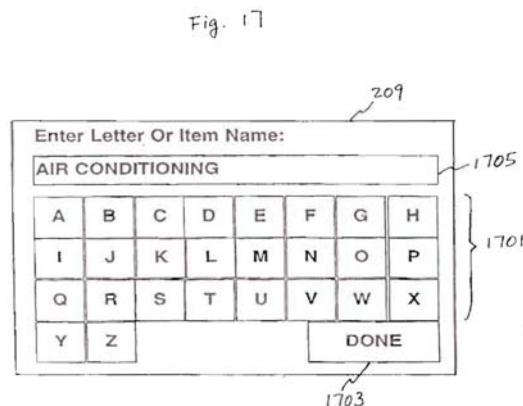 Fig. 17
209
Enter Letter Or Item Name:
AIR CONDITIONING
1705
A B C D E F G H
I J K L M N O P
1701
Q R S T U V W X
Y Z DONE
1703